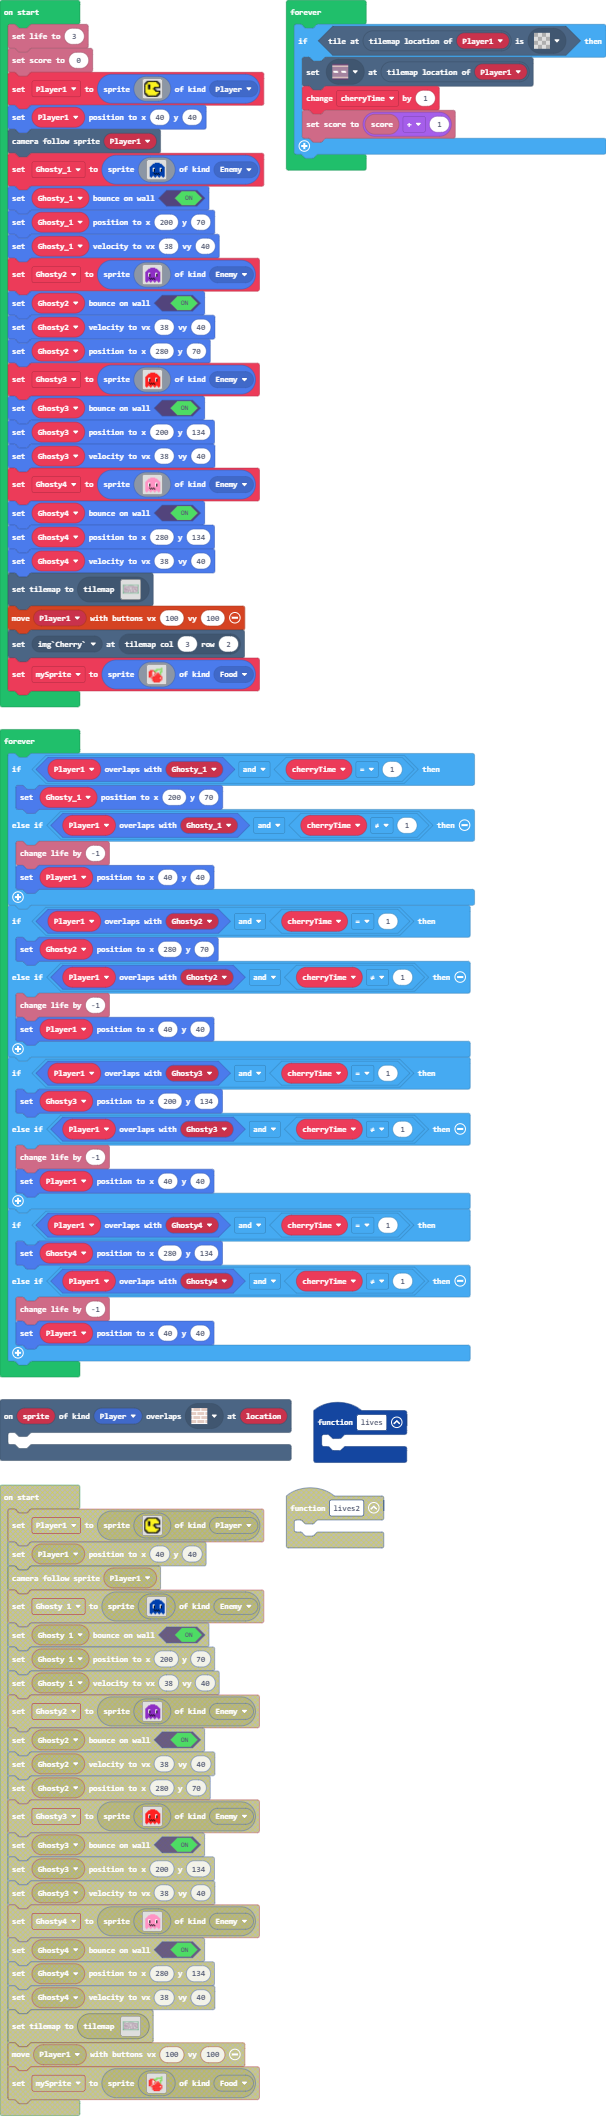 on start
set life to 3
set score to 0
set Player1 to sprite of kind Player
set Player1 position to x 40 y 40
camera follow sprite Player1
set Ghosty_1 to sprite of kind Enemy
set Ghosty_1 bounce on wall ON
set Ghosty_1 position to x 200 y 70
set Ghosty_1 velocity to vx 38 vy 40
set Ghosty2 to sprite of kind Enemy
set Ghosty2 bounce on wall ON
set Ghosty2 velocity to vx 38 vy 40
set Ghosty2 position to x 280 y 70
set Ghosty3 to sprite of kind Enemy
set Ghosty3 bounce on wall ON
set Ghosty3 position to x 200 y 134
set Ghosty3 velocity to vx 38 vy 40
set Ghosty4 to sprite of kind Enemy
set Ghosty4 bounce on wall ON
set Ghosty4 position to x 280 y 134
set Ghosty4 velocity to vx 38 vy 40
set tilemap to tilemap
move Player1 with buttons vx 100 vy 100
set img`Cherry` at tilemap col 3 row 2
set mySprite to sprite of kind Food
forever
if tile at tilemap location of Player1 is then
set at tilemap location of Player1
change cherryTime by 1
set score to score + 1
forever
if Player1 overlaps with Ghosty_1 and cherryTime = 1 then
set Ghosty_1 position to x 200 y 70
else if Player1 overlaps with Ghosty_1 and cherryTime ≠ 1 then
change life by -1
set Player1 position to x 40 y 40
if Player1 overlaps with Ghosty2 and cherryTime = 1 then
set Ghosty2 position to x 280 y 70
else if Player1 overlaps with Ghosty2 and cherryTime ≠ 1 then
change life by -1
set Player1 position to x 40 y 40
if Player1 overlaps with Ghosty3 and cherryTime = 1 then
set Ghosty3 position to x 200 y 134
else if Player1 overlaps with Ghosty3 and cherryTime ≠ 1 then
change life by -1
set Player1 position to x 40 y 40
if Player1 overlaps with Ghosty4 and cherryTime = 1 then
set Ghosty4 position to x 280 y 134
else if Player1 overlaps with Ghosty4 and cherryTime ≠ 1 then
change life by -1
set Player1 position to x 40 y 40
on sprite of kind Player overlaps at location
function lives
on start
set Player1 to sprite of kind Player
set Player1 position to x 40 y 40
camera follow sprite Player1
set Ghosty 1 to sprite of kind Enemy
set Ghosty 1 bounce on wall ON
set Ghosty 1 position to x 200 y 70
set Ghosty 1 velocity to vx 38 vy 40
set Ghosty2 to sprite of kind Enemy
set Ghosty2 bounce on wall ON
set Ghosty2 velocity to vx 38 vy 40
set Ghosty2 position to x 280 y 70
set Ghosty3 to sprite of kind Enemy
set Ghosty3 bounce on wall ON
set Ghosty3 position to x 200 y 134
set Ghosty3 velocity to vx 38 vy 40
set Ghosty4 to sprite of kind Enemy
set Ghosty4 bounce on wall ON
set Ghosty4 position to x 280 y 134
set Ghosty4 velocity to vx 38 vy 40
set tilemap to tilemap
move Player1 with buttons vx 100 vy 100
set mySprite to sprite of kind Food
function lives2